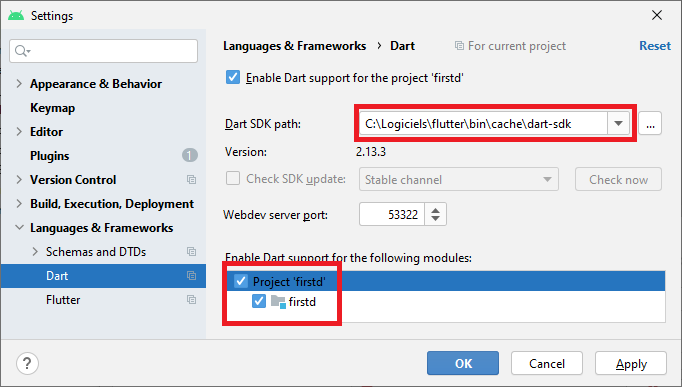 Settings
Languages & Frameworks › Dart For current project Reset
Appearance & Behavior
Keymap
Editor
Plugins 1
Version Control
Build, Execution, Deployment
Languages & Frameworks
Schemas and DTDs
Dart
Flutter
Enable Dart support for the project 'firstd'
Dart SDK path: C:\Logiciels\flutter\bin\cache\dart-sdk ...
Version: 2.13.3
Check SDK update: Stable channel Check now
Webdev server port: 53322
Enable Dart support for the following modules:
Project 'firstd'
firstd
? OK Cancel Apply